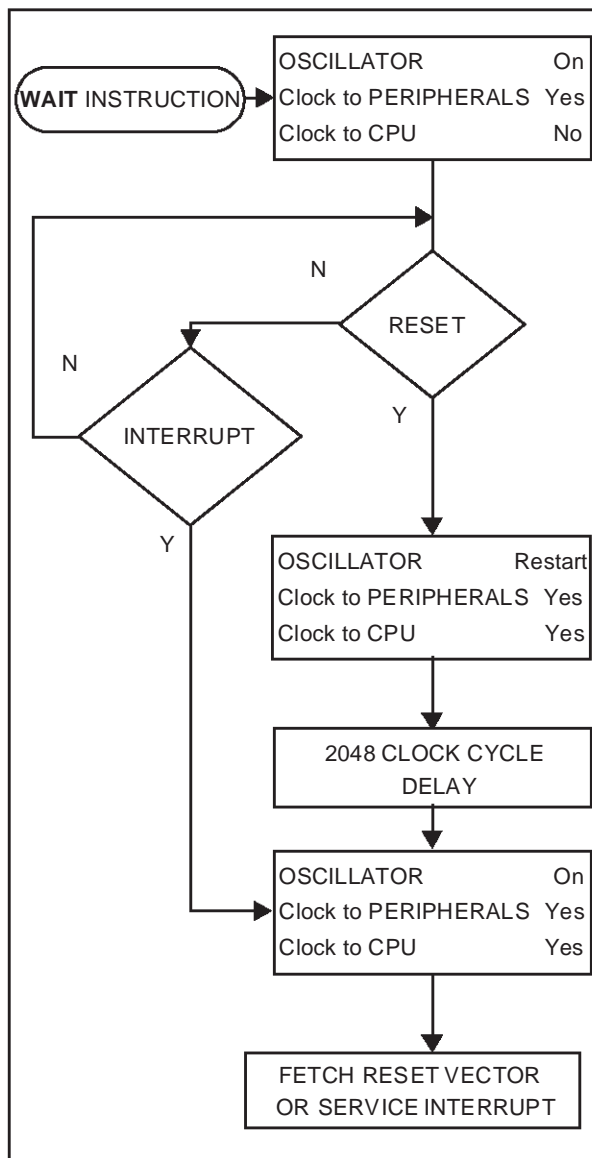 WAIT INSTRUCTION
OSCILLATOR On
Clock to PERIPHERALS Yes
Clock to CPU No
N
RESET
N
INTERRUPT
Y
Y
OSCILLATOR Restart
Clock to PERIPHERALS Yes
Clock to CPU Yes
2048 CLOCK CYCLE
DELAY
OSCILLATOR On
Clock to PERIPHERALS Yes
Clock to CPU Yes
FETCH RESET VECTOR
OR SERVICE INTERRUPT